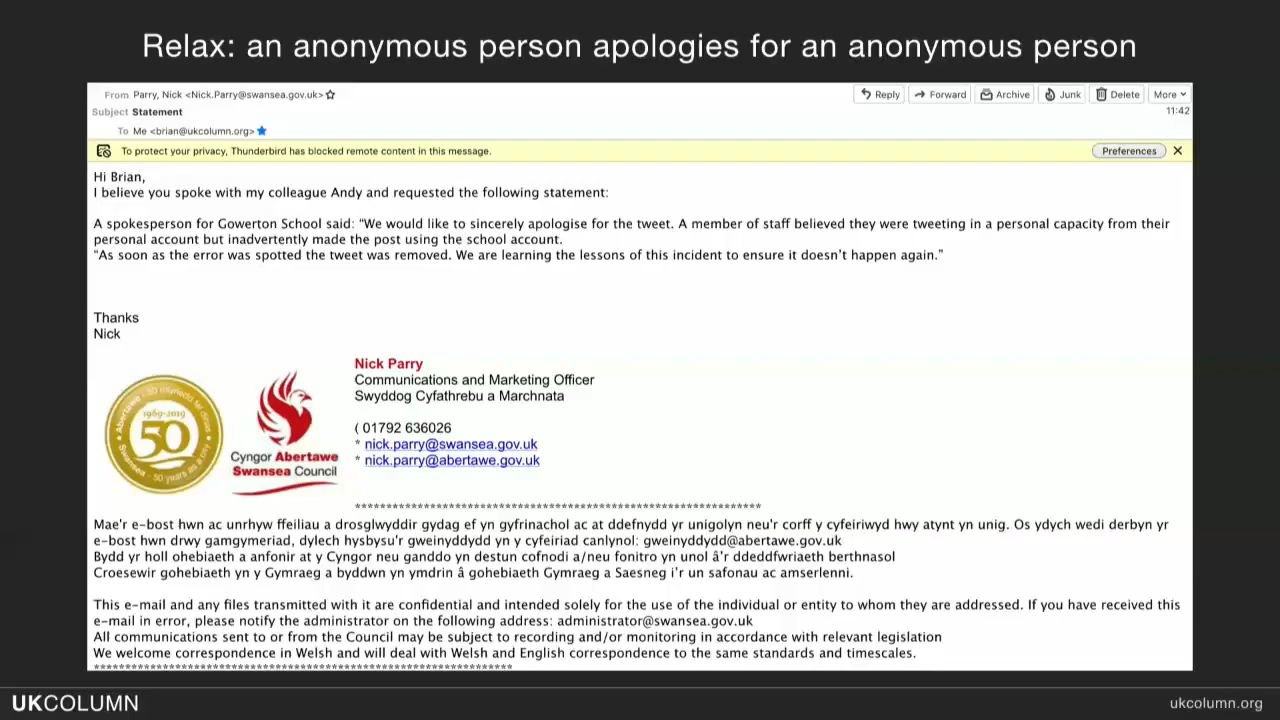 Relax: an anonymous person apologies for an anonymous person
From Parry, Nick <Nick.Parry@swansea.gov.uk>
Reply Forward Archive Junk Delete More
Subject Statement
11:42
To Me <brian@ukcolumn.org>
To protect your privacy, Thunderbird has blocked remote content in this message.
Preferences
Hi Brian,
I believe you spoke with my colleague Andy and requested the following statement:
A spokesperson for Gowerton School said: “We would like to sincerely apologise for the tweet. A member of staff believed they were tweeting in a personal capacity from their
personal account but inadvertently made the post using the school account.
“As soon as the error was spotted the tweet was removed. We are learning the lessons of this incident to ensure it doesn’t happen again.”
Thanks
Nick
1969-2019
50
Swansea - 50 years as a city
Cyngor Abertawe
Swansea Council
Nick Parry
Communications and Marketing Officer
Swyddog Cyfathrebu a Marchnata
( 01792 636026
* nick.parry@swansea.gov.uk
* nick.parry@abertawe.gov.uk
*****************************************************************
Mae'r e-bost hwn ac unrhyw ffeiliau a drosglwyddir gydag ef yn gyfrinachol ac at ddefnydd yr unigolyn neu'r corff y cyfeiriwyd hwy atynt yn unig. Os ydych wedi derbyn yr
e-bost hwn drwy gamgymeriad, dylech hysbysu'r gweinyddydd yn y cyfeiriad canlynol: gweinyddydd@abertawe.gov.uk
Bydd yr holl ohebiaeth a anfonir at y Cyngor neu ganddo yn destun cofnodi a/neu fonitro yn unol â'r ddeddfwriaeth berthnasol
Croesewir gohebiaeth yn y Gymraeg a byddwn yn ymdrin â gohebiaeth Gymraeg a Saesneg i'r un safonau ac amserlenni.
This e-mail and any files transmitted with it are confidential and intended solely for the use of the individual or entity to whom they are addressed. If you have received this
e-mail in error, please notify the administrator on the following address: administrator@swansea.gov.uk
All communications sent to or from the Council may be subject to recording and/or monitoring in accordance with relevant legislation
We welcome correspondence in Welsh and will deal with Welsh and English correspondence to the same standards and timescales.
*******************************************************************
UKCOLUMN
ukcolumn.org